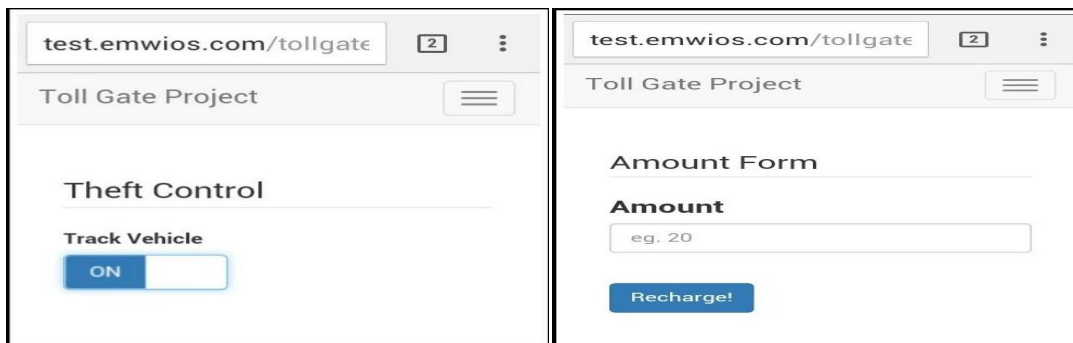 test.emwios.com/tollgate
2
Toll Gate Project
Theft Control
Track Vehicle
ON
test.emwios.com/tollgate
2
Toll Gate Project
Amount Form
Amount
eg. 20
Recharge!